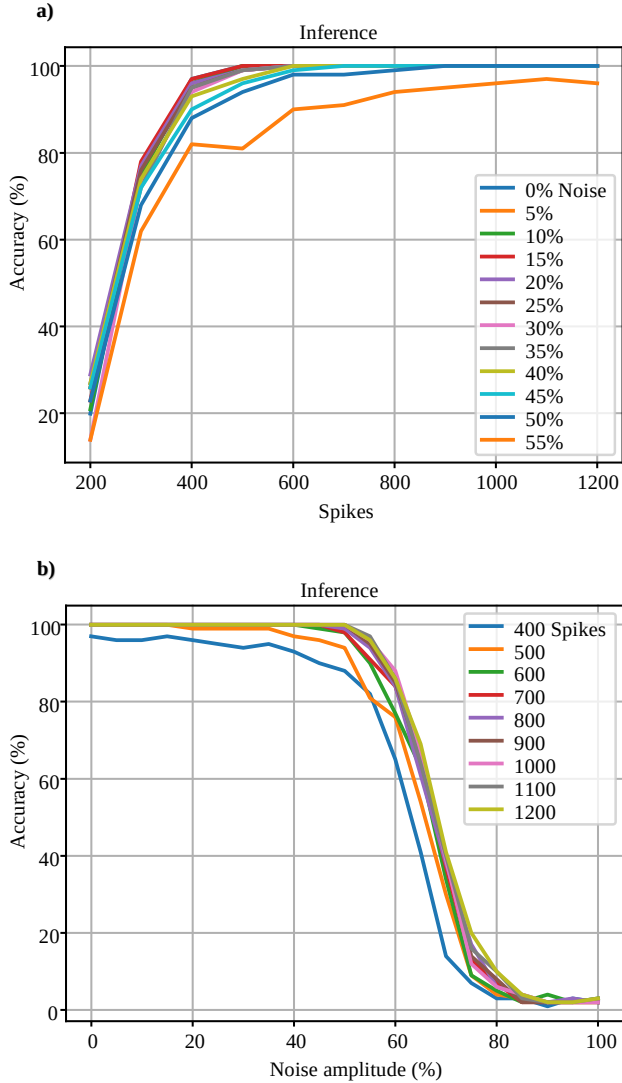 a)
Inference
Accuracy (%)
100
80
60
40
20
0% Noise
5%
10%
15%
20%
25%
30%
35%
40%
45%
50%
55%
200 400 600 800 1000 1200
Spikes
b)
Inference
Accuracy (%)
100
80
60
40
20
0
400 Spikes
500
600
700
800
900
1000
1100
1200
0 20 40 60 80 100
Noise amplitude (%)